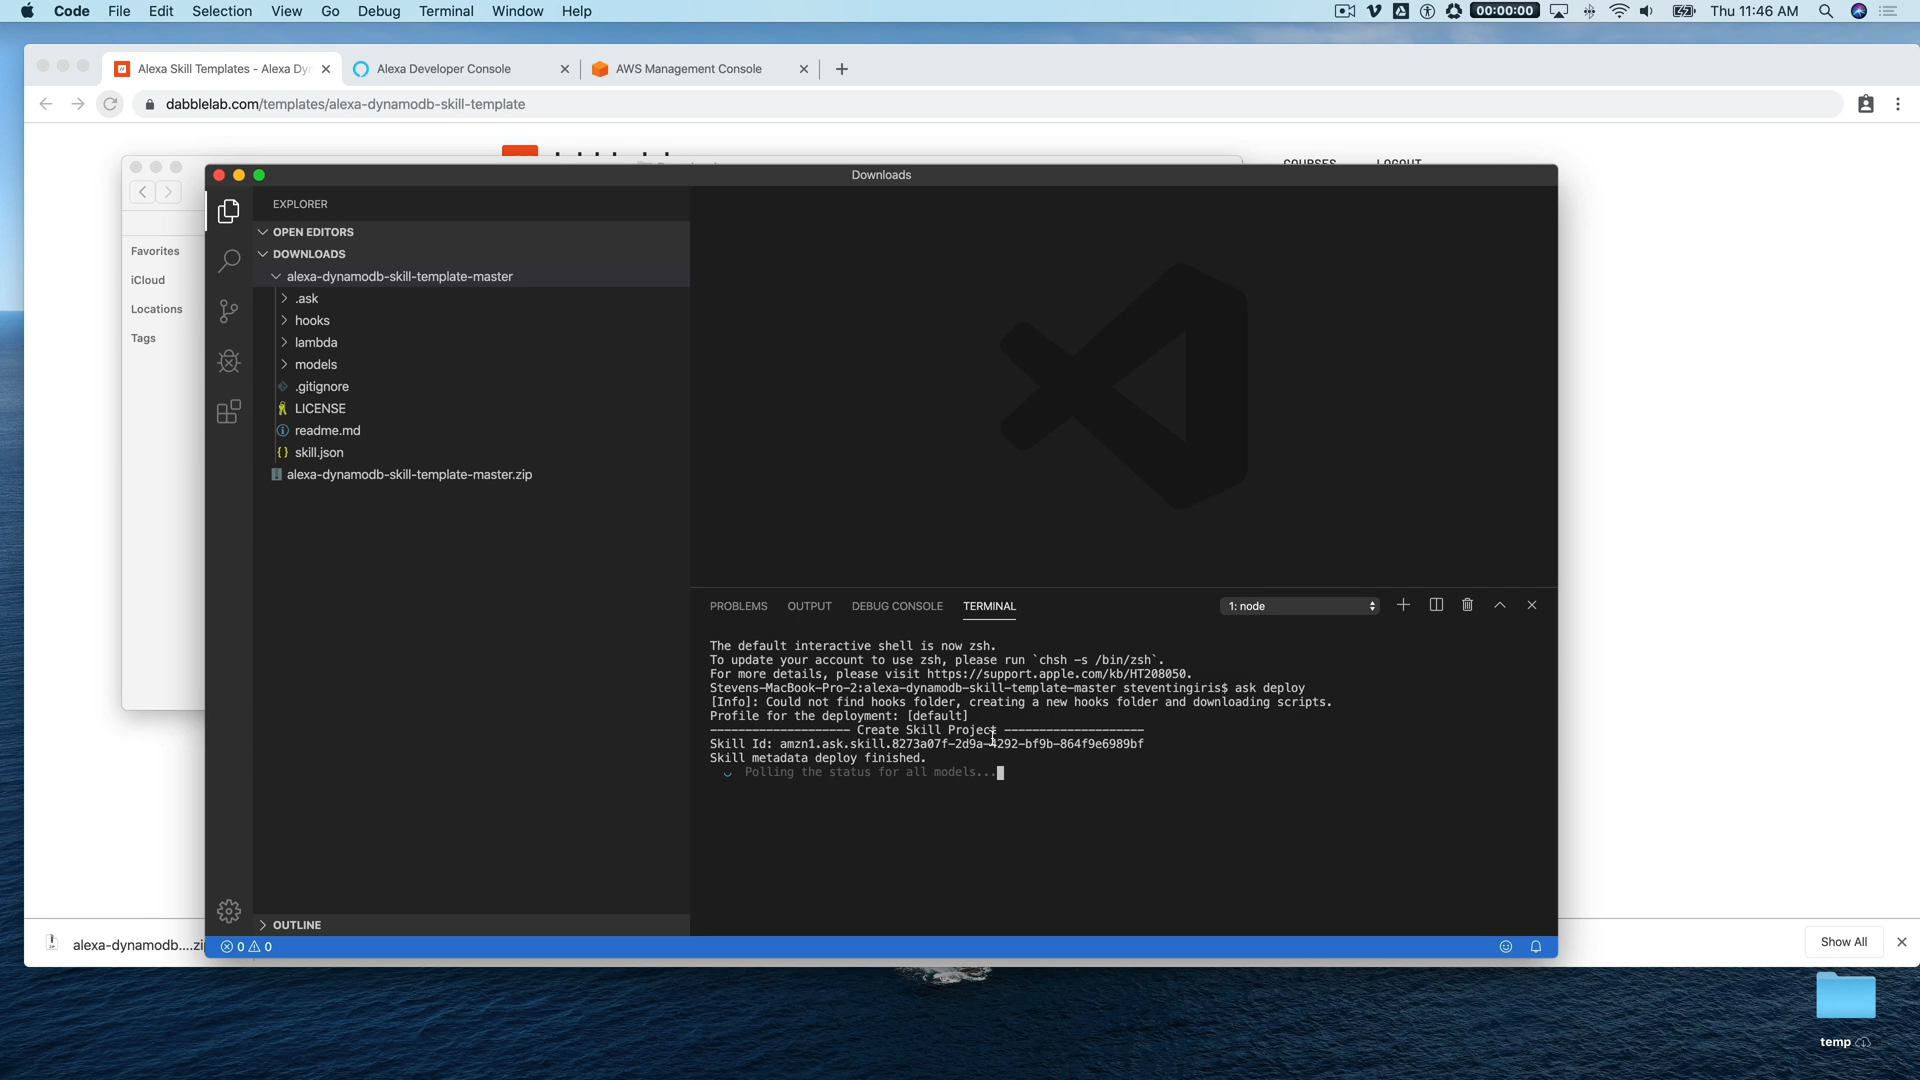 Code File Edit Selection View Go Debug Terminal Window Help
00:00:00 Thu 11:46 AM
Alexa Skill Templates - Alexa Dy
Alexa Developer Console
AWS Management Console
dabblelab.com/templates/alexa-dynamodb-skill-template
COURSES LOGOUT
Favorites
iCloud
Locations
Tags
Downloads
EXPLORER
OPEN EDITORS
DOWNLOADS
alexa-dynamodb-skill-template-master
.ask
hooks
lambda
models
.gitignore
LICENSE
readme.md
skill.json
alexa-dynamodb-skill-template-master.zip
OUTLINE
PROBLEMS OUTPUT DEBUG CONSOLE TERMINAL
1: node
The default interactive shell is now zsh.
To update your account to use zsh, please run `chsh -s /bin/zsh`.
For more details, please visit https://support.apple.com/kb/HT208050.
Stevens-MacBook-Pro-2:alexa-dynamodb-skill-template-master steventingiris$ ask deploy
[Info]: Could not find hooks folder, creating a new hooks folder and downloading scripts.
Profile for the deployment: [default]
-------------------- Create Skill Project --------------------
Skill Id: amzn1.ask.skill.8273a07f-2d9a-4292-bf9b-864f9e6989bf
Skill metadata deploy finished.
Polling the status for all models...
0 0
alexa-dynamodb....zi
Show All
temp